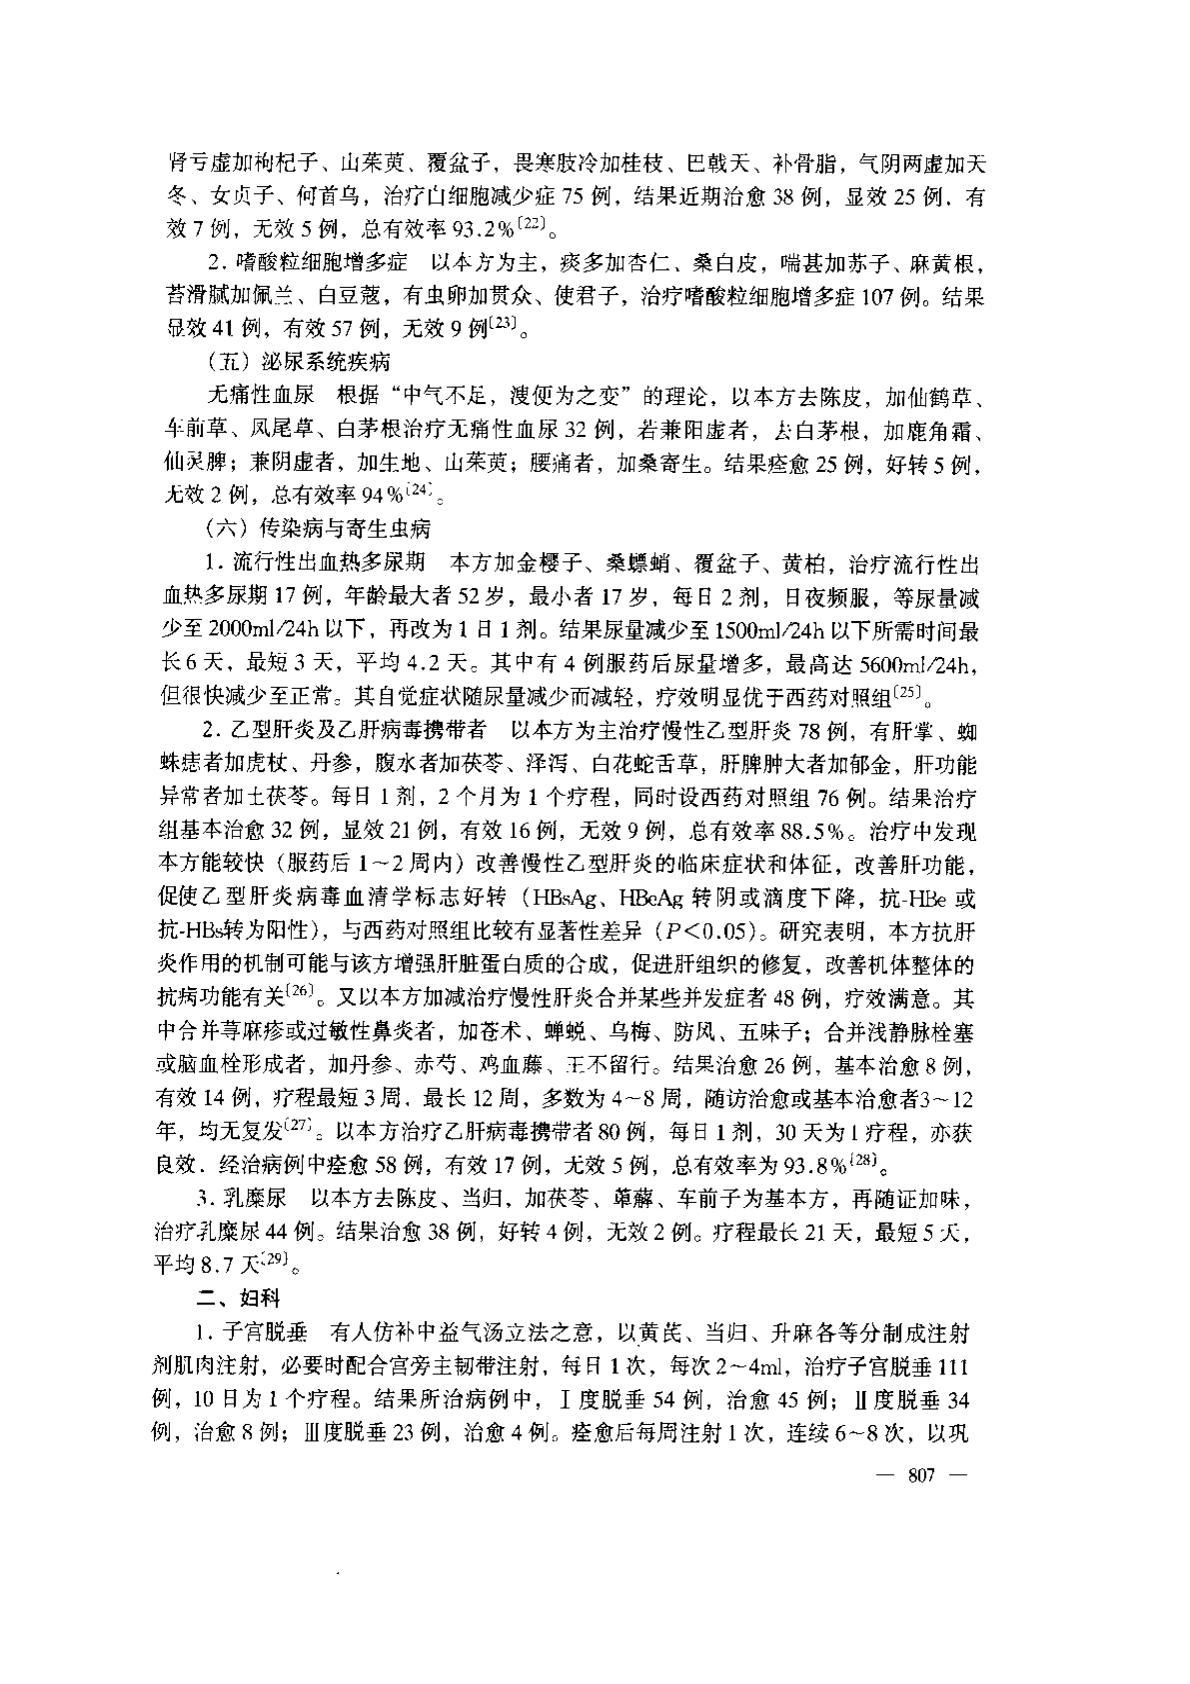 肾亏虚加枸杞子、山茱萸、覆盆子，畏寒肢冷加桂枝、巴戟天、补骨脂，气阴两虚加天
冬、女贞子、何首乌，治疗白细胞减少症 75 例，结果近期治愈 38 例，显效 25 例，有
效 7 例，无效 5 例，总有效率 93.2%〔22〕。
2. 嗜酸粒细胞增多症　以本方为主，痰多加杏仁、桑白皮，喘甚加苏子、麻黄根，
苔滑腻加佩兰、白豆蔻，有虫卵加贯众、使君子，治疗嗜酸粒细胞增多症 107 例。结果
显效 41 例，有效 57 例，无效 9 例〔23〕。
（五）泌尿系统疾病
无痛性血尿　根据“中气不足，溲便为之变”的理论，以本方去陈皮，加仙鹤草、
车前草、凤尾草、白茅根治疗无痛性血尿 32 例，若兼阳虚者，去白茅根，加鹿角霜、
仙灵脾；兼阴虚者，加生地、山茱萸；腰痛者，加桑寄生。结果痊愈 25 例，好转 5 例，
无效 2 例，总有效率 94%〔24〕。
（六）传染病与寄生虫病
1. 流行性出血热多尿期　本方加金樱子、桑螵蛸、覆盆子、黄柏，治疗流行性出
血热多尿期 17 例，年龄最大者 52 岁，最小者 17 岁，每日 2 剂，日夜频服，等尿量减
少至 2000ml/24h 以下，再改为 1 日 1 剂。结果尿量减少至 1500ml/24h 以下所需时间最
长 6 天，最短 3 天，平均 4.2 天。其中有 4 例服药后尿量增多，最高达 5600ml/24h，
但很快减少至正常。其自觉症状随尿量减少而减轻，疗效明显优于西药对照组〔25〕。
2. 乙型肝炎及乙肝病毒携带者　以本方为主治疗慢性乙型肝炎 78 例，有肝掌、蜘
蛛痣者加虎杖、丹参，腹水者加茯苓、泽泻、白花蛇舌草，肝脾肿大者加郁金，肝功能
异常者加土茯苓。每日 1 剂，2 个月为 1 个疗程，同时设西药对照组 76 例。结果治疗
组基本治愈 32 例，显效 21 例，有效 16 例，无效 9 例，总有效率 88.5%。治疗中发现
本方能较快（服药后 1～2 周内）改善慢性乙型肝炎的临床症状和体征，改善肝功能，
促使乙型肝炎病毒血清学标志好转（HBsAg、HBeAg 转阴或滴度下降，抗-HBe 或
抗-HBs转为阳性），与西药对照组比较有显著性差异（P<0.05）。研究表明，本方抗肝
炎作用的机制可能与该方增强肝脏蛋白质的合成，促进肝组织的修复，改善机体整体的
抗病功能有关〔26〕。又以本方加减治疗慢性肝炎合并某些并发症者 48 例，疗效满意。其
中合并荨麻疹或过敏性鼻炎者，加苍术、蝉蜕、乌梅、防风、五味子；合并浅静脉栓塞
或脑血栓形成者，加丹参、赤芍、鸡血藤、王不留行。结果治愈 26 例，基本治愈 8 例，
有效 14 例，疗程最短 3 周，最长 12 周，多数为 4～8 周，随访治愈或基本治愈者3～12
年，均无复发〔27〕。以本方治疗乙肝病毒携带者 80 例，每日 1 剂，30 天为 1 疗程，亦获
良效．经治病例中痊愈 58 例，有效 17 例，无效 5 例，总有效率为 93.8%〔28〕。
3. 乳糜尿　以本方去陈皮、当归，加茯苓、萆薢、车前子为基本方，再随证加味，
治疗乳糜尿 44 例。结果治愈 38 例，好转 4 例，无效 2 例。疗程最长 21 天，最短 5 天，
平均 8.7 天〔29〕。
二、妇科
1. 子宫脱垂　有人仿补中益气汤立法之意，以黄芪、当归、升麻各等分制成注射
剂肌肉注射，必要时配合宫旁主韧带注射，每日 1 次，每次 2～4ml，治疗子宫脱垂 111
例，10 日为 1 个疗程。结果所治病例中，Ⅰ度脱垂 54 例，治愈 45 例；Ⅱ度脱垂 34
例，治愈 8 例；Ⅲ度脱垂 23 例，治愈 4 例。痊愈后每周注射 1 次，连续 6～8 次，以巩
— 807 —